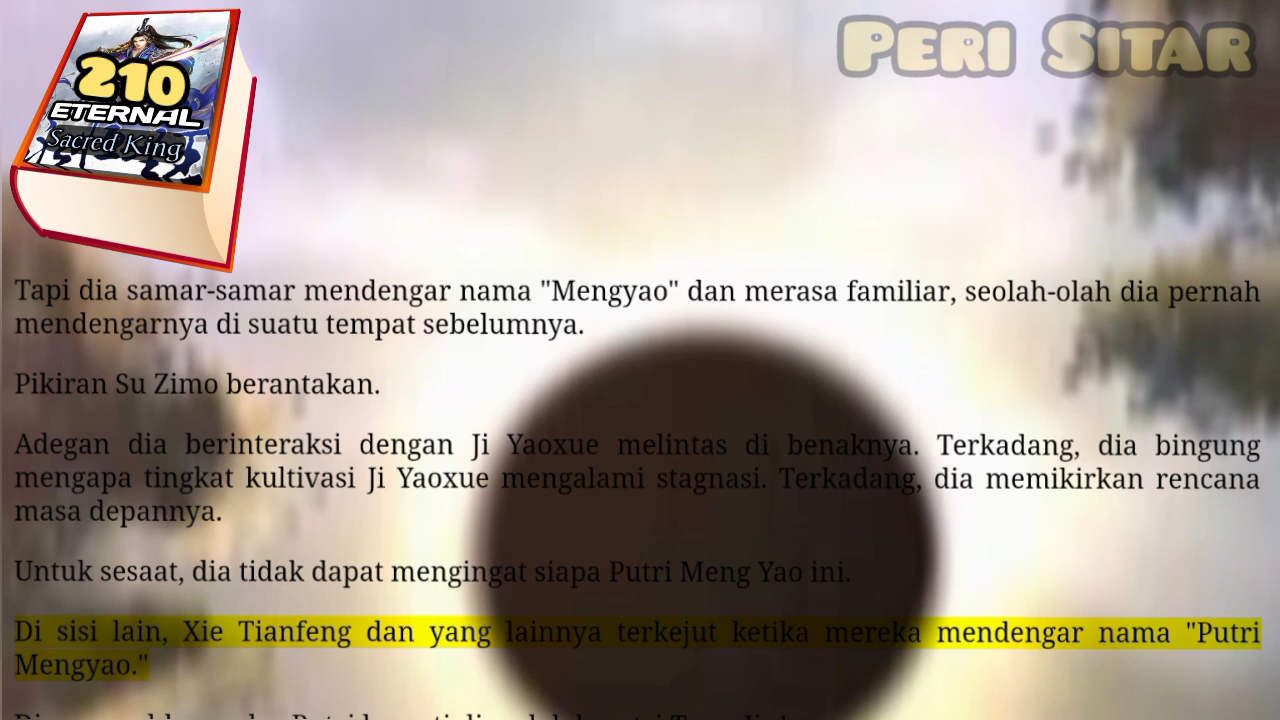 PERI SITAR
210
ETERNAL
Sacred King
Tapi dia samar-samar mendengar nama "Mengyao" dan merasa familiar, seolah-olah dia pernah
mendengarnya di suatu tempat sebelumnya.
Pikiran Su Zimo berantakan.
Adegan dia berinteraksi dengan Ji Yaoxue melintas di benaknya. Terkadang, dia bingung
mengapa tingkat kultivasi Ji Yaoxue mengalami stagnasi. Terkadang, dia memikirkan rencana
masa depannya.
Untuk sesaat, dia tidak dapat mengingat siapa Putri Meng Yao ini.
Di sisi lain, Xie Tianfeng dan yang lainnya terkejut ketika mereka mendengar nama "Putri
Mengyao."